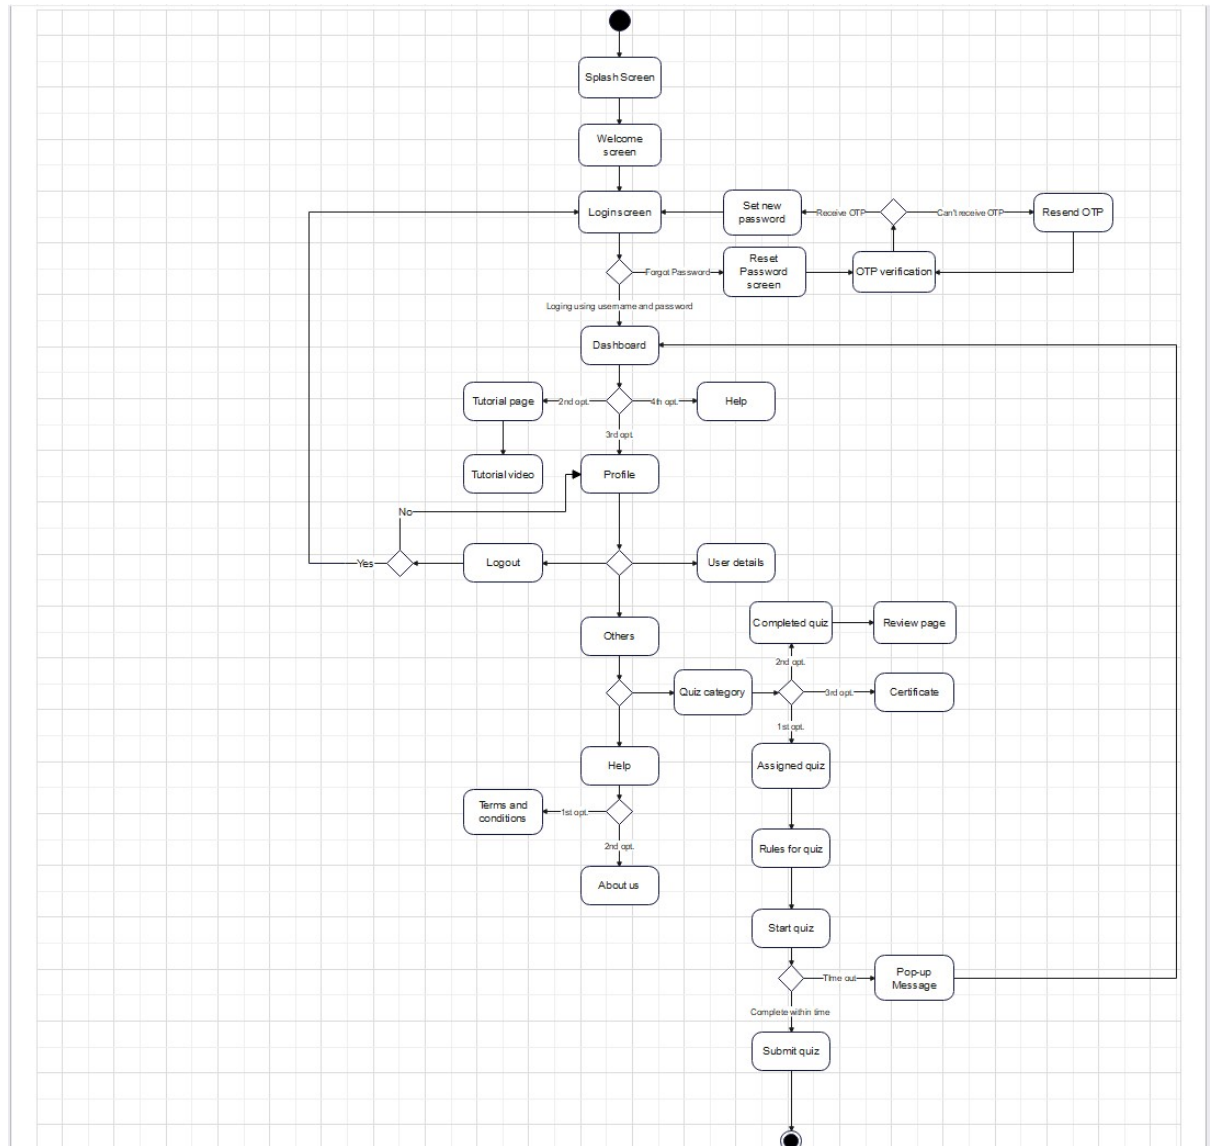 Splash Screen
Welcome
screen
Login screen
Set new
password
Receive OTP
Can't receive OTP
Resend OTP
Forgot Password
Reset
Password
screen
OTP verification
Loging using username and password
Dashboard
Tutorial page
2nd opt.
4th opt.
Help
3rd opt.
Tutorial video
Profile
No
Yes
Logout
User details
Others
Completed quiz
Review page
2nd opt.
Quiz category
3rd opt.
Certificate
1st opt.
Help
Assigned quiz
Terms and
conditions
1st opt.
2nd opt.
Rules for quiz
About us
Start quiz
Time out
Pop-up
Message
Complete within time
Submit quiz